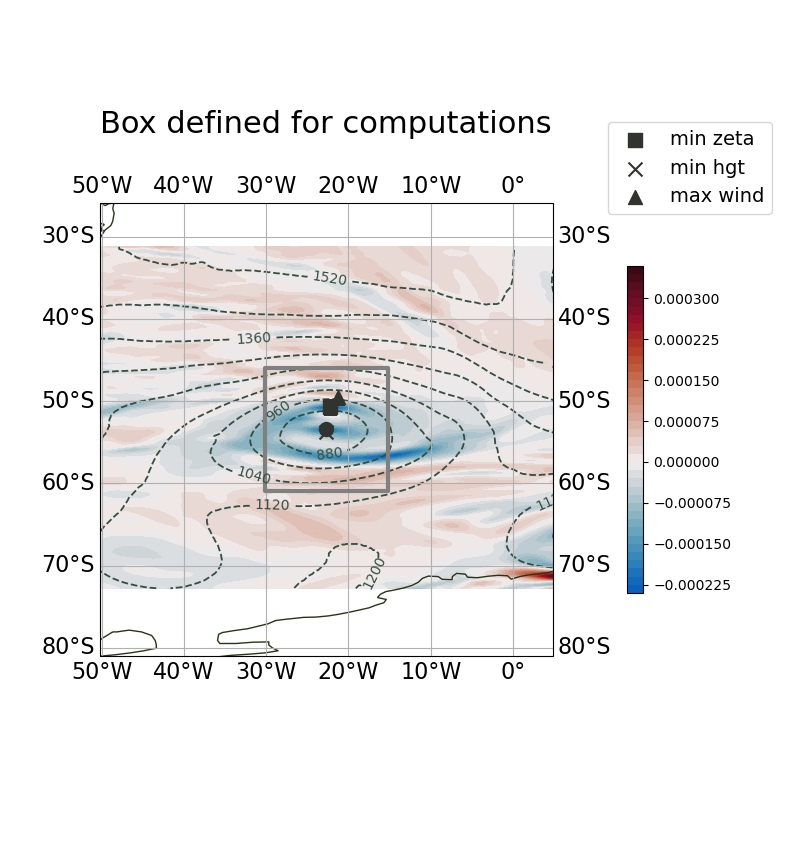 Box defined for computations
min zeta
min hgt
max wind
50°W 40°W 30°W 20°W 10°W 0°
30°S 30°S
1520
40°S 40°S
1360
50°S 50°S
960
880
1040
60°S 60°S
1120
70°S 70°S
1200
80°S 80°S
50°W 40°W 30°W 20°W 10°W 0°
0.000300
0.000225
0.000150
0.000075
0.000000
−0.000075
−0.000150
−0.000225